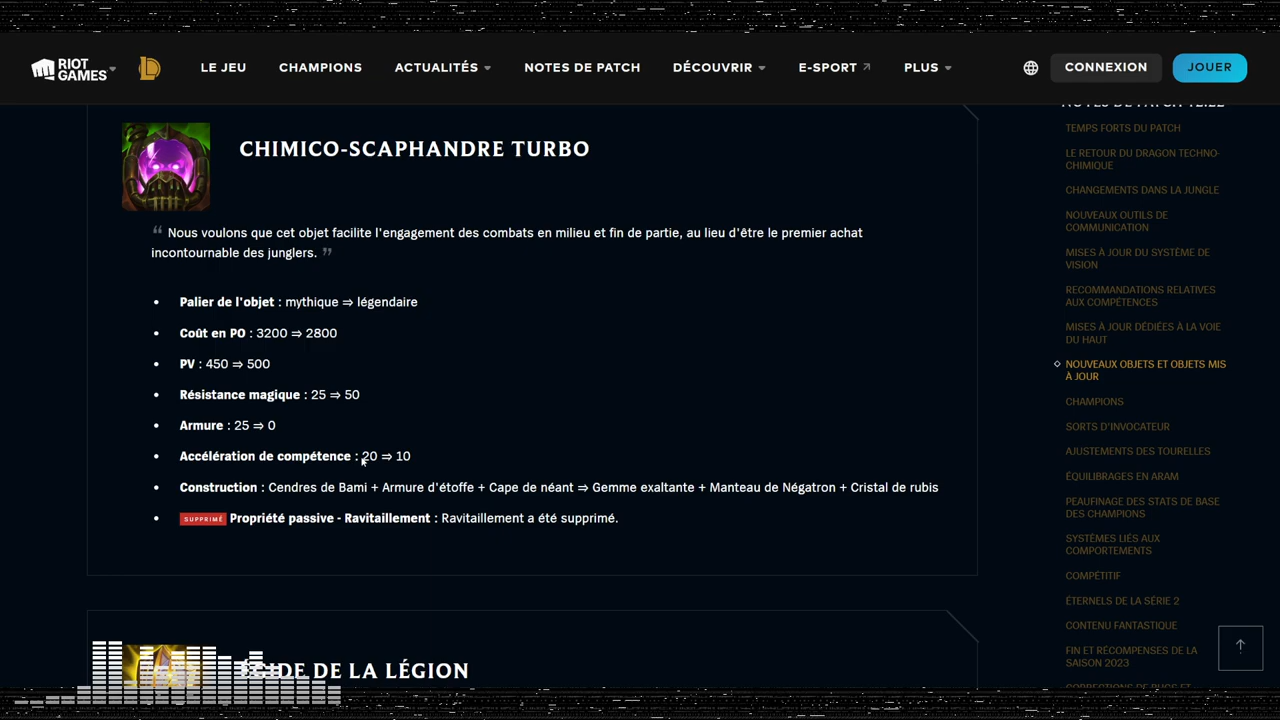 RIOT GAMES
LE JEU
CHAMPIONS
ACTUALITÉS
NOTES DE PATCH
DÉCOUVRIR
E-SPORT
PLUS
CONNEXION
JOUER
CHIMICO-SCAPHANDRE TURBO
“ Nous voulons que cet objet facilite l'engagement des combats en milieu et fin de partie, au lieu d'être le premier achat
incontournable des junglers. ”
• Palier de l'objet : mythique ⇒ légendaire
• Coût en PO : 3200 ⇒ 2800
• PV : 450 ⇒ 500
• Résistance magique : 25 ⇒ 50
• Armure : 25 ⇒ 0
• Accélération de compétence : 20 ⇒ 10
• Construction : Cendres de Bami + Armure d'étoffe + Cape de néant ⇒ Gemme exaltante + Manteau de Négatron + Cristal de rubis
• SUPPRIMÉ Propriété passive - Ravitaillement : Ravitaillement a été supprimé.
ÉGIDE DE LA LÉGION
NOTES DE PATCH 12.22
TEMPS FORTS DU PATCH
LE RETOUR DU DRAGON TECHNO-
CHIMIQUE
CHANGEMENTS DANS LA JUNGLE
NOUVEAUX OUTILS DE
COMMUNICATION
MISES À JOUR DU SYSTÈME DE
VISION
RECOMMANDATIONS RELATIVES
AUX COMPÉTENCES
MISES À JOUR DÉDIÉES À LA VOIE
DU HAUT
NOUVEAUX OBJETS ET OBJETS MIS
À JOUR
CHAMPIONS
SORTS D'INVOCATEUR
AJUSTEMENTS DES TOURELLES
ÉQUILIBRAGES EN ARAM
PEAUFINAGE DES STATS DE BASE
DES CHAMPIONS
SYSTÈMES LIÉS AUX
COMPORTEMENTS
COMPÉTITIF
ÉTERNELS DE LA SÉRIE 2
CONTENU FANTASTIQUE
FIN ET RÉCOMPENSES DE LA
SAISON 2023
CORRECTIONS DE BUGS ET